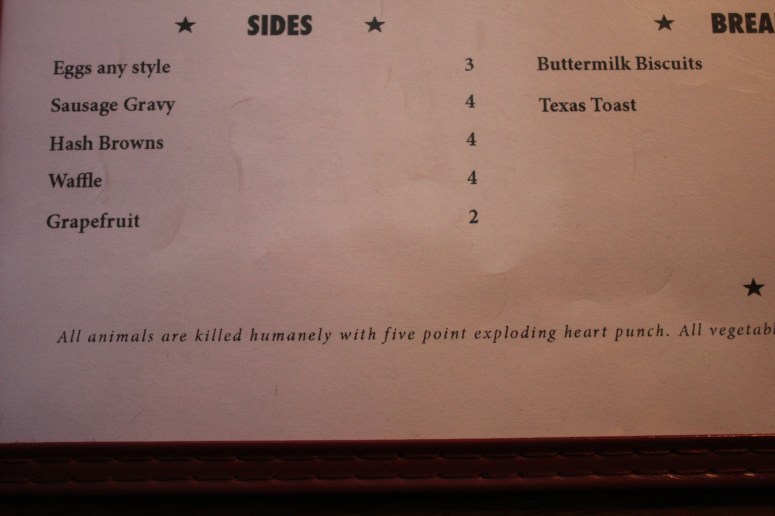 ★ SIDES ★
Eggs any style 3
Sausage Gravy 4
Hash Browns 4
Waffle 4
Grapefruit 2
★ BREA
Buttermilk Biscuits
Texas Toast
★
All animals are killed humanely with five point exploding heart punch. All vegetabl